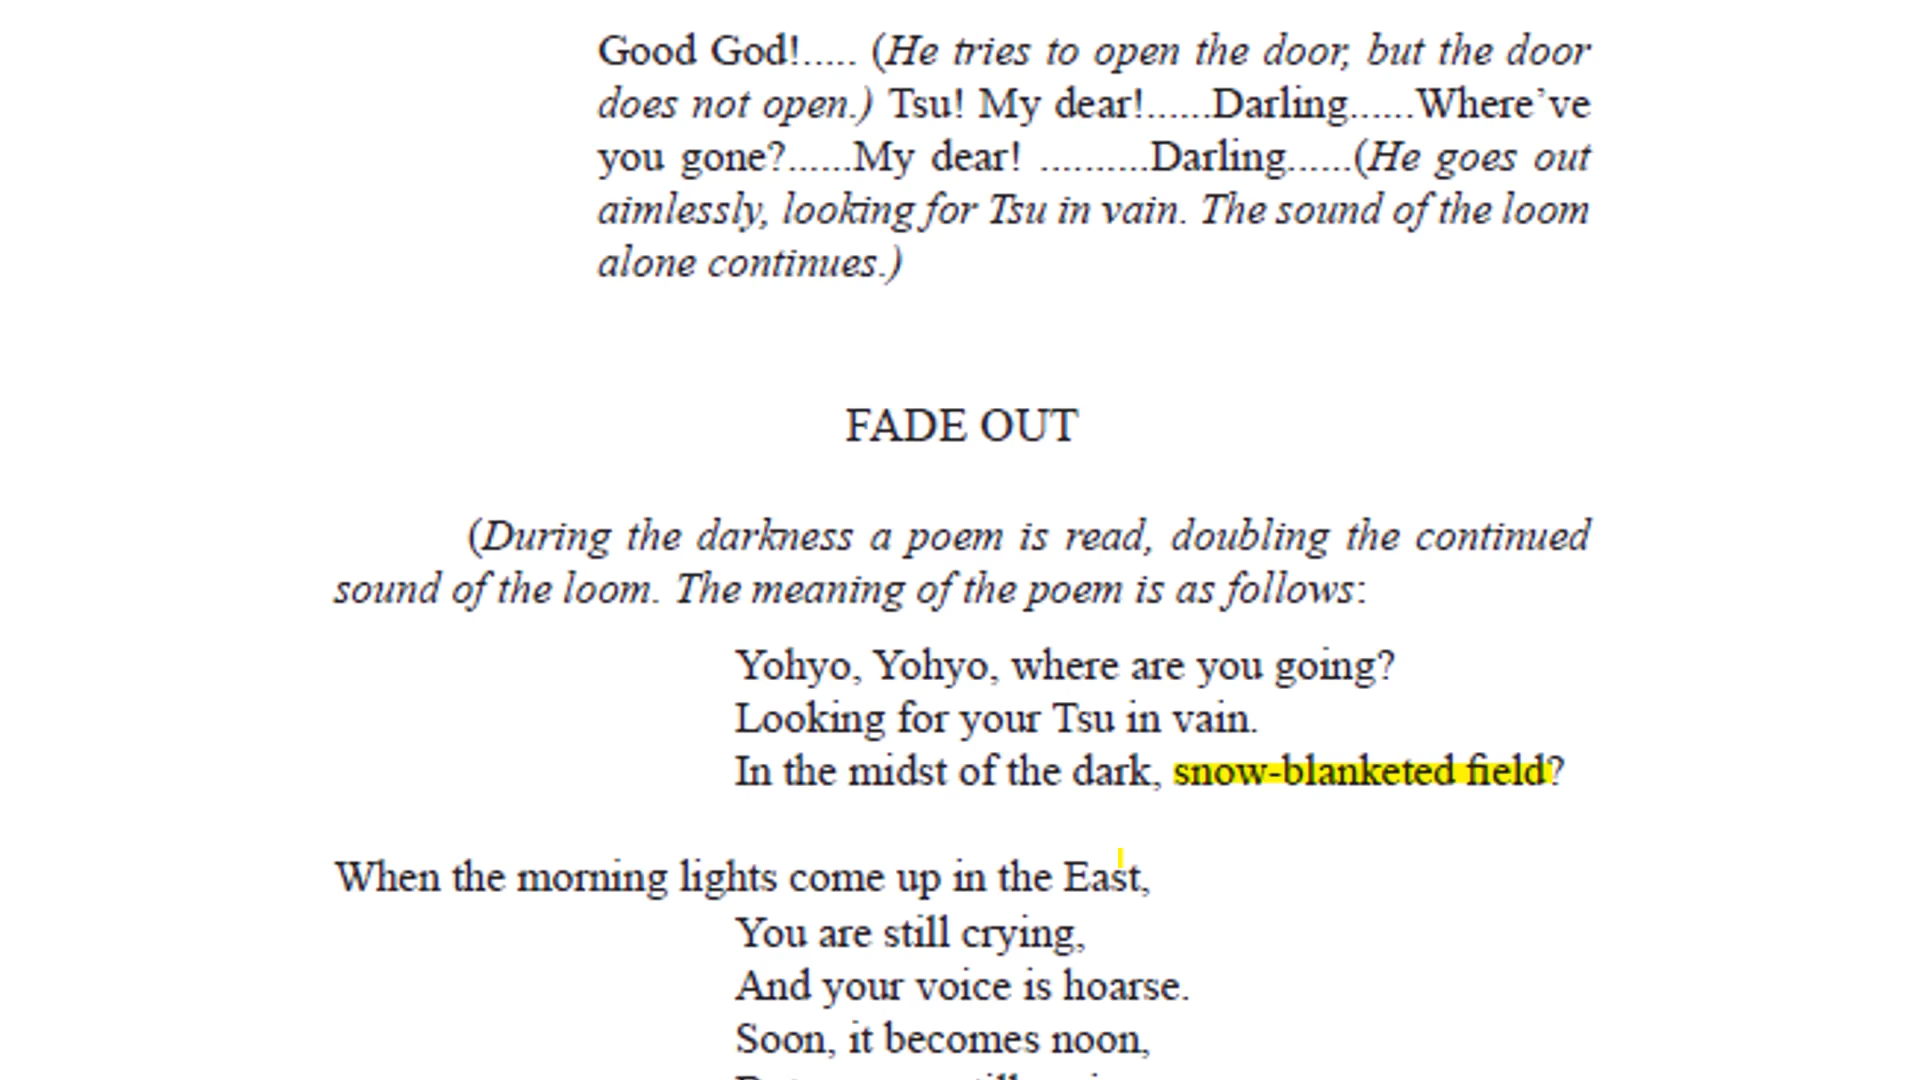 Good God!..... (He tries to open the door, but the door
does not open.) Tsu! My dear!......Darling......Where’ve
you gone?......My dear! ..........Darling......(He goes out
aimlessly, looking for Tsu in vain. The sound of the loom
alone continues.)
FADE OUT
(During the darkness a poem is read, doubling the continued
sound of the loom. The meaning of the poem is as follows:
Yohyo, Yohyo, where are you going?
Looking for your Tsu in vain.
In the midst of the dark, snow-blanketed field?
When the morning lights come up in the East,
You are still crying,
And your voice is hoarse.
Soon, it becomes noon,